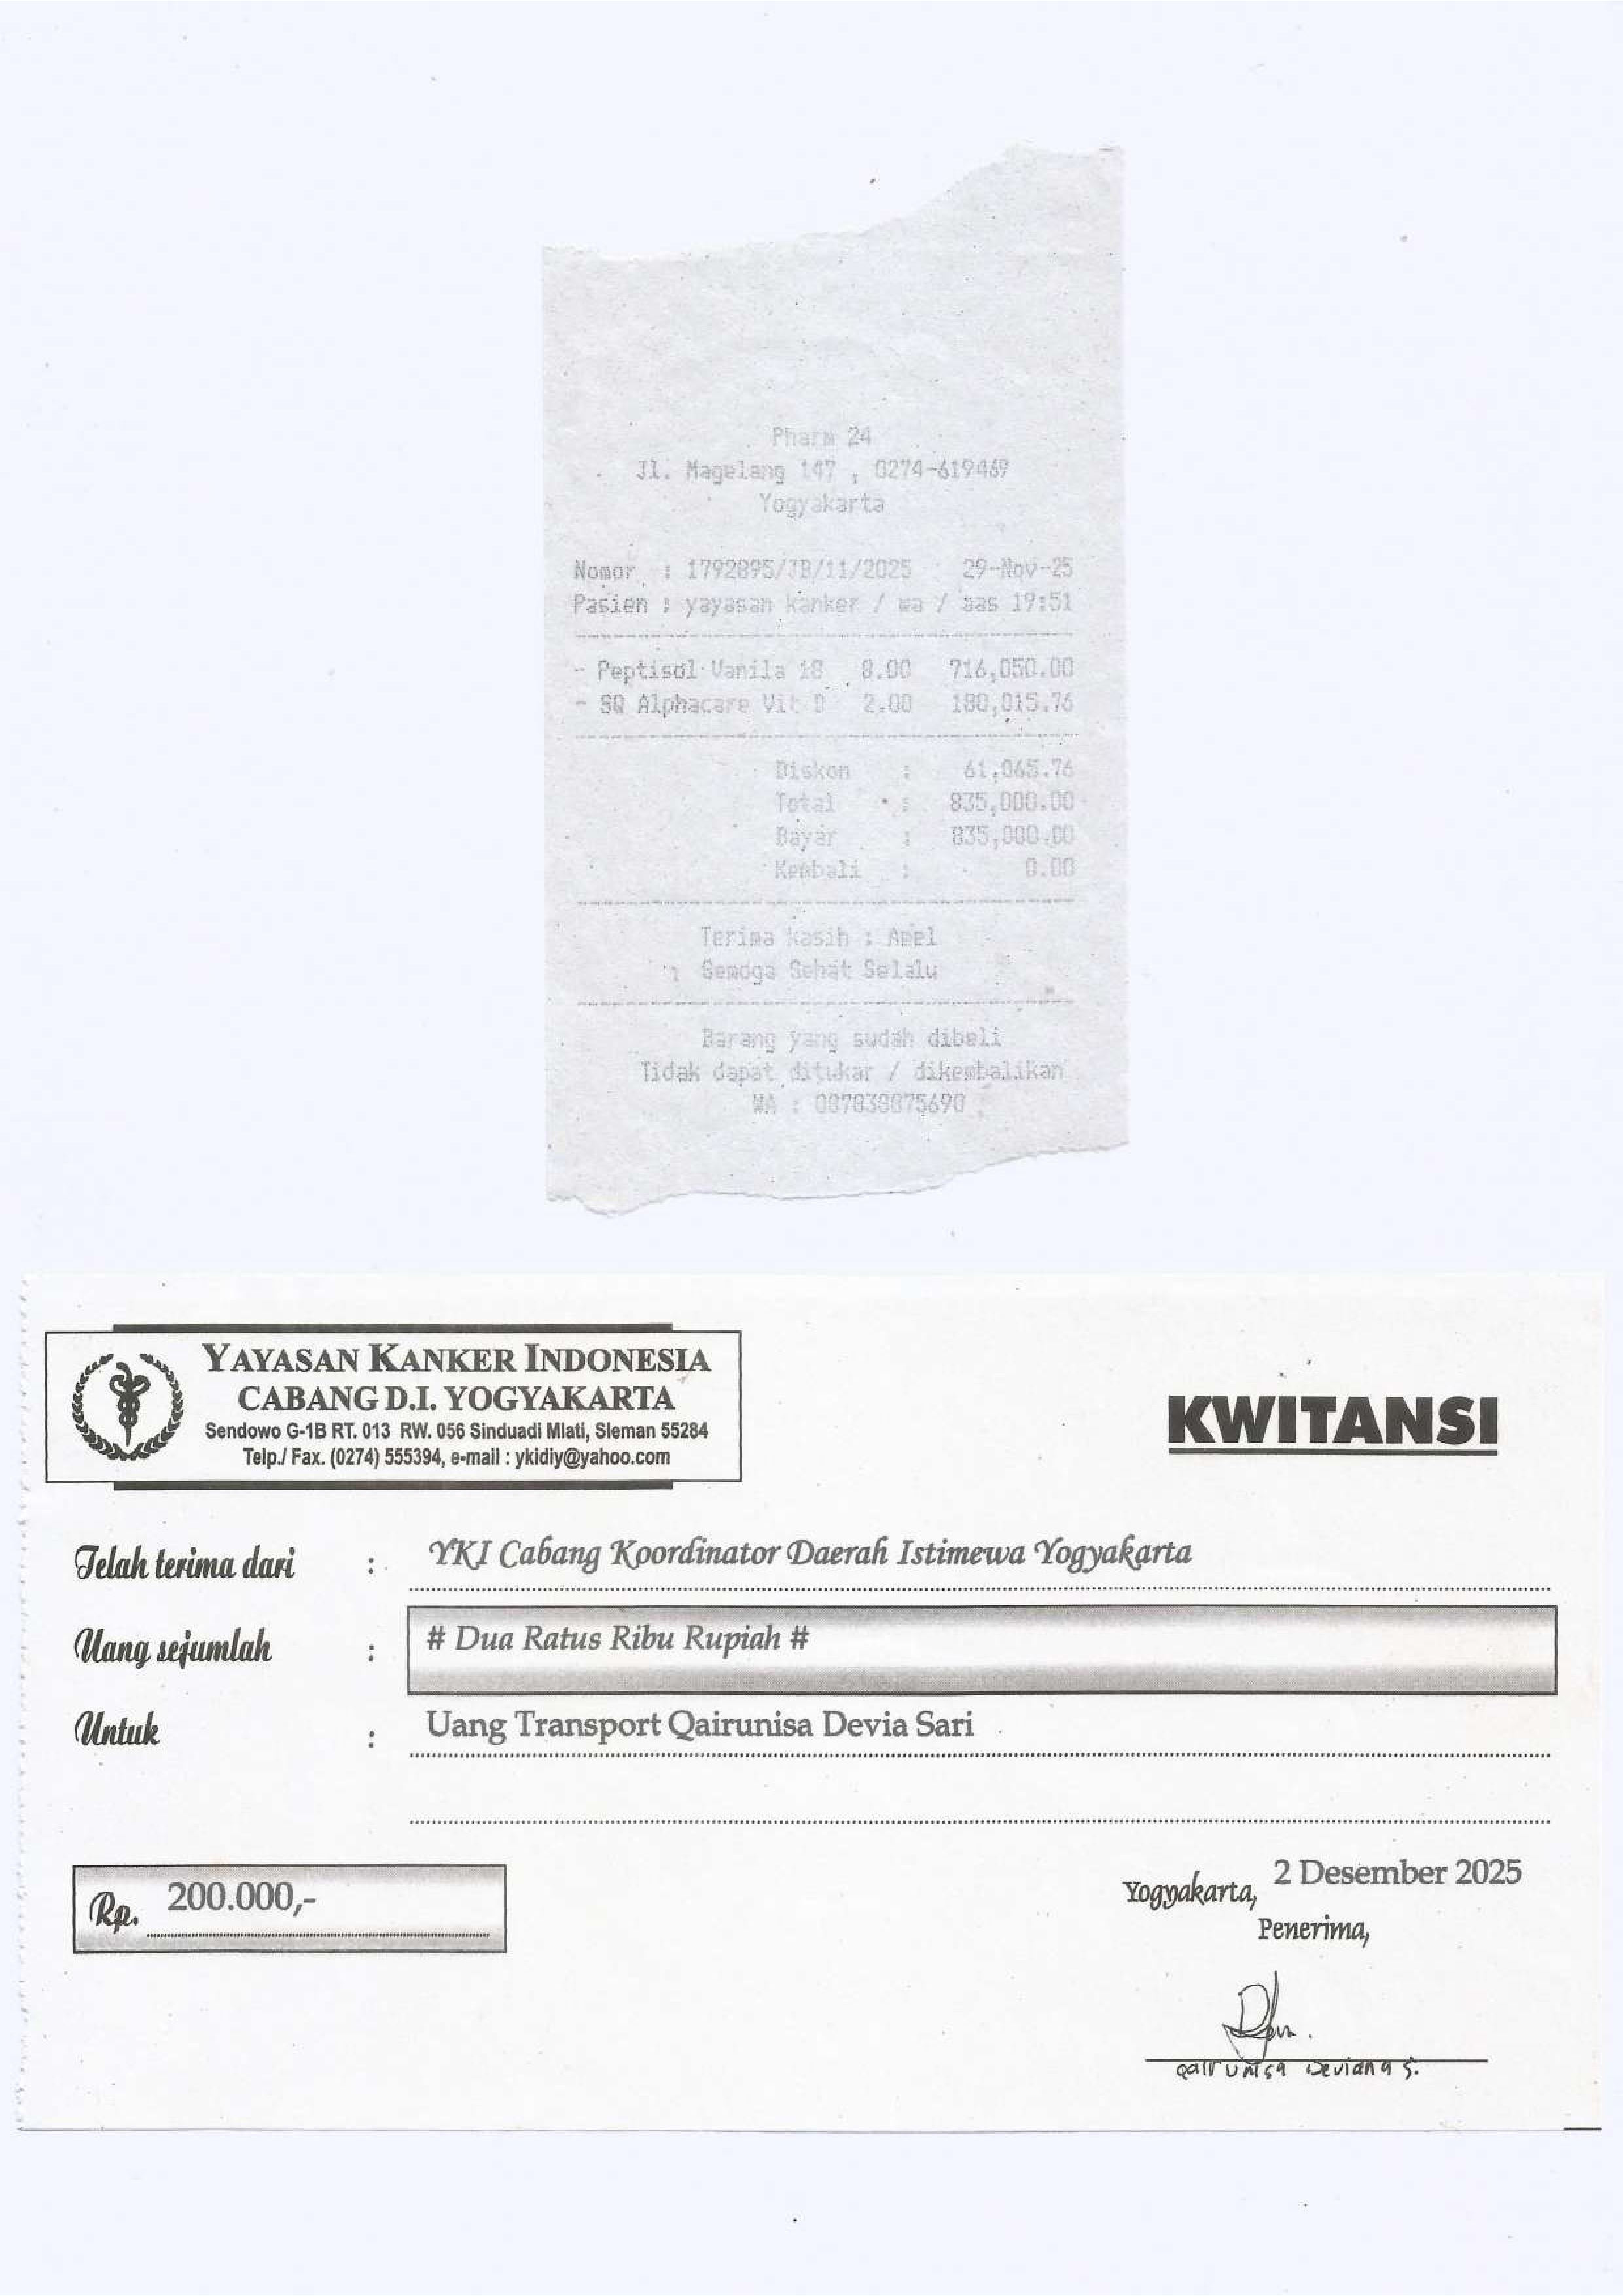 Pharm 24
Jl. Magelang 147 , 0274-619469
Yogyakarta
Nomor : 1792895/JB/11/2025 29-Nov-25
Pasien : yayasan kanker / wa / aas 19:51
- Peptisol Vanila 18 8.00 716,050.00
- SQ Alphacare Vit D 2.00 180,015.76
Diskon : 61,065.76
Total : 835,000.00
Bayar : 835,000.00
Kembali : 0.00
Terima kasih : Amel
Semoga Sehat Selalu
Barang yang sudah dibeli
Tidak dapat ditukar / dikembalikan
WA : 087838875690
YAYASAN KANKER INDONESIA
CABANG D.I. YOGYAKARTA
Sendowo G-1B RT. 013 RW. 056 Sinduadi Mlati, Sleman 55284
Telp./ Fax. (0274) 555394, e-mail : ykidiy@yahoo.com
KWITANSI
Telah terima dari : YKI Cabang Koordinator Daerah Istimewa Yogyakarta
Uang sejumlah : # Dua Ratus Ribu Rupiah #
Untuk : Uang Transport Qairunisa Devia Sari
Rp. 200.000,-
Yogyakarta, 2 Desember 2025
Penerima,
Qairunisa Deviana S.